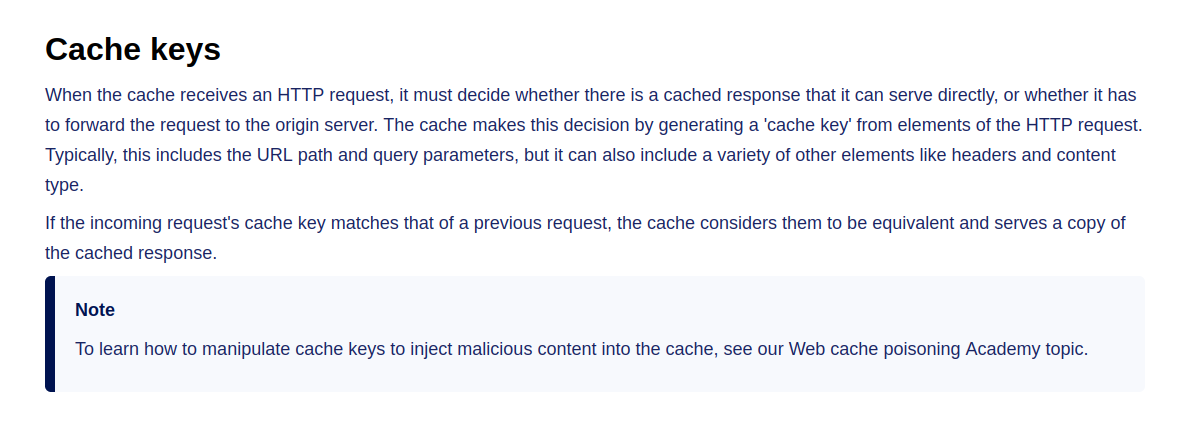 Cache keys
When the cache receives an HTTP request, it must decide whether there is a cached response that it can serve directly, or whether it has
to forward the request to the origin server. The cache makes this decision by generating a 'cache key' from elements of the HTTP request.
Typically, this includes the URL path and query parameters, but it can also include a variety of other elements like headers and content
type.
If the incoming request's cache key matches that of a previous request, the cache considers them to be equivalent and serves a copy of
the cached response.
Note
To learn how to manipulate cache keys to inject malicious content into the cache, see our Web cache poisoning Academy topic.